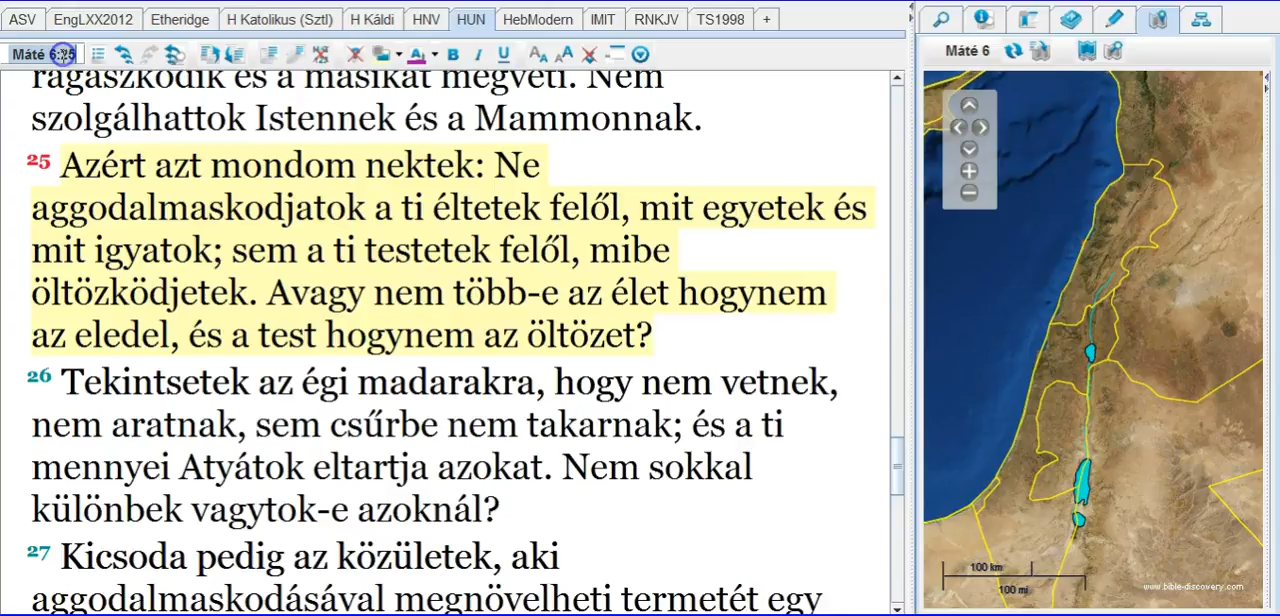 ASV EngLXX2012 Etheridge H Katolikus (Sztl) H Káldi HNV HUN HebModern IMIT RNKJV TS1998 +
Máté 6:25
ragaszkodik és a másikat megveti. Nem
szolgálhattok Istennek és a Mammonnak.
25 Azért azt mondom nektek: Ne
aggodalmaskodjatok a ti éltetek felől, mit egyetek és
mit igyatok; sem a ti testetek felől, mibe
öltözködjetek. Avagy nem több-e az élet hogynem
az eledel, és a test hogynem az öltözet?
26 Tekintsetek az égi madarakra, hogy nem vetnek,
nem aratnak, sem csűrbe nem takarnak; és a ti
mennyei Atyátok eltartja azokat. Nem sokkal
különbek vagytok-e azoknál?
27 Kicsoda pedig az közületek, aki
aggodalmaskodásával megnövelheti termetét egy
Máté 6
100 km
100 mi
www.bible-discovery.com